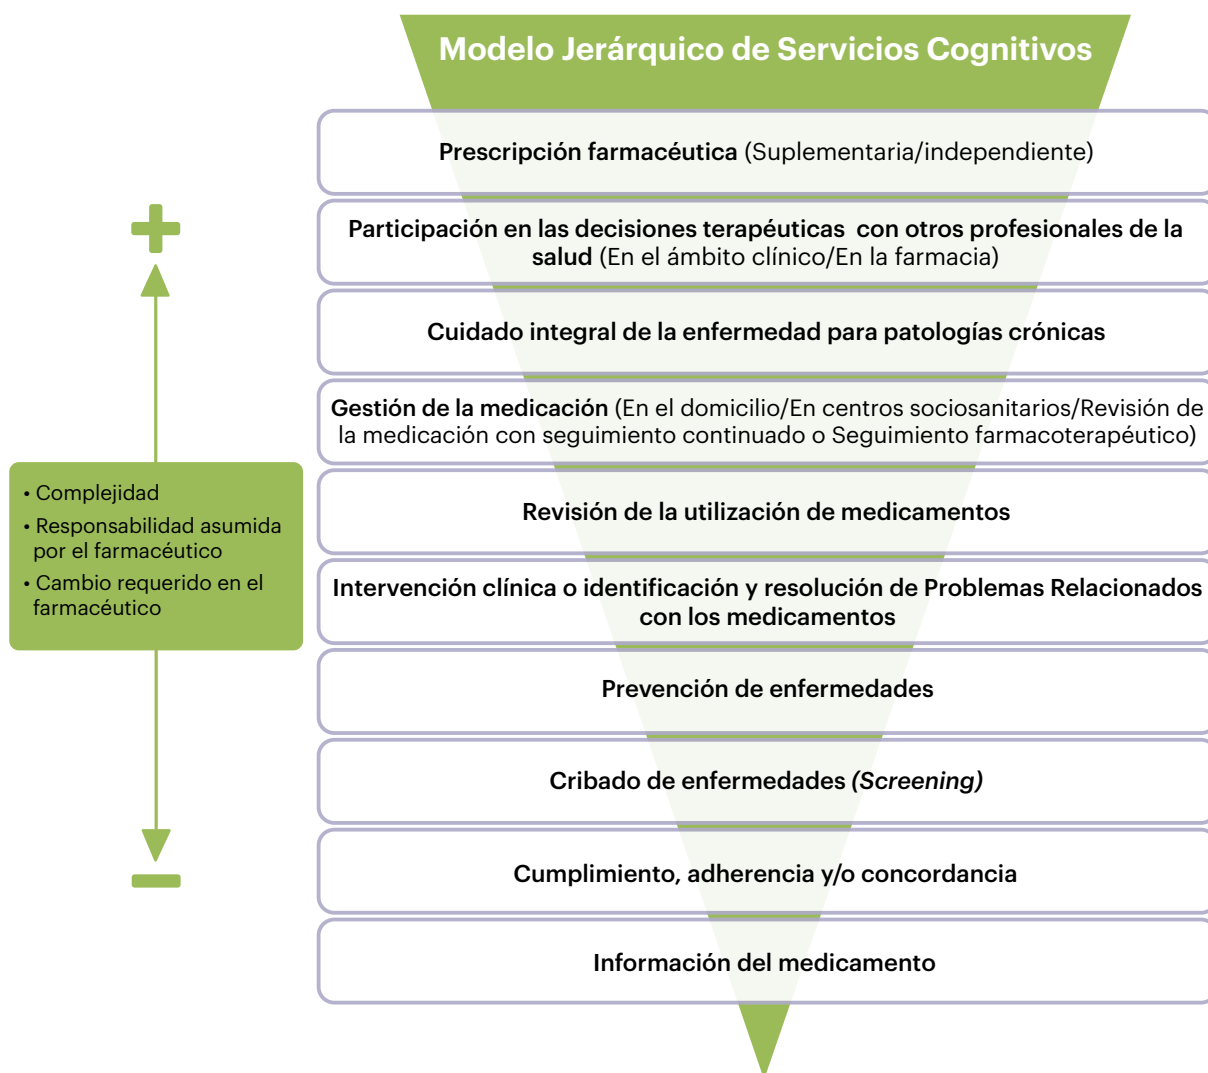 Modelo Jerárquico de Servicios Cognitivos
Prescripción farmacéutica (Suplementaria/independiente)
Participación en las decisiones terapéuticas con otros profesionales de la
salud (En el ámbito clínico/En la farmacia)
Cuidado integral de la enfermedad para patologías crónicas
Gestión de la medicación (En el domicilio/En centros sociosanitarios/Revisión de
la medicación con seguimiento continuado o Seguimiento farmacoterapéutico)
• Complejidad
• Responsabilidad asumida
por el farmacéutico
• Cambio requerido en el
farmacéutico
Revisión de la utilización de medicamentos
Intervención clínica o identificación y resolución de Problemas Relacionados
con los medicamentos
Prevención de enfermedades
Cribado de enfermedades (Screening)
Cumplimiento, adherencia y/o concordancia
Información del medicamento